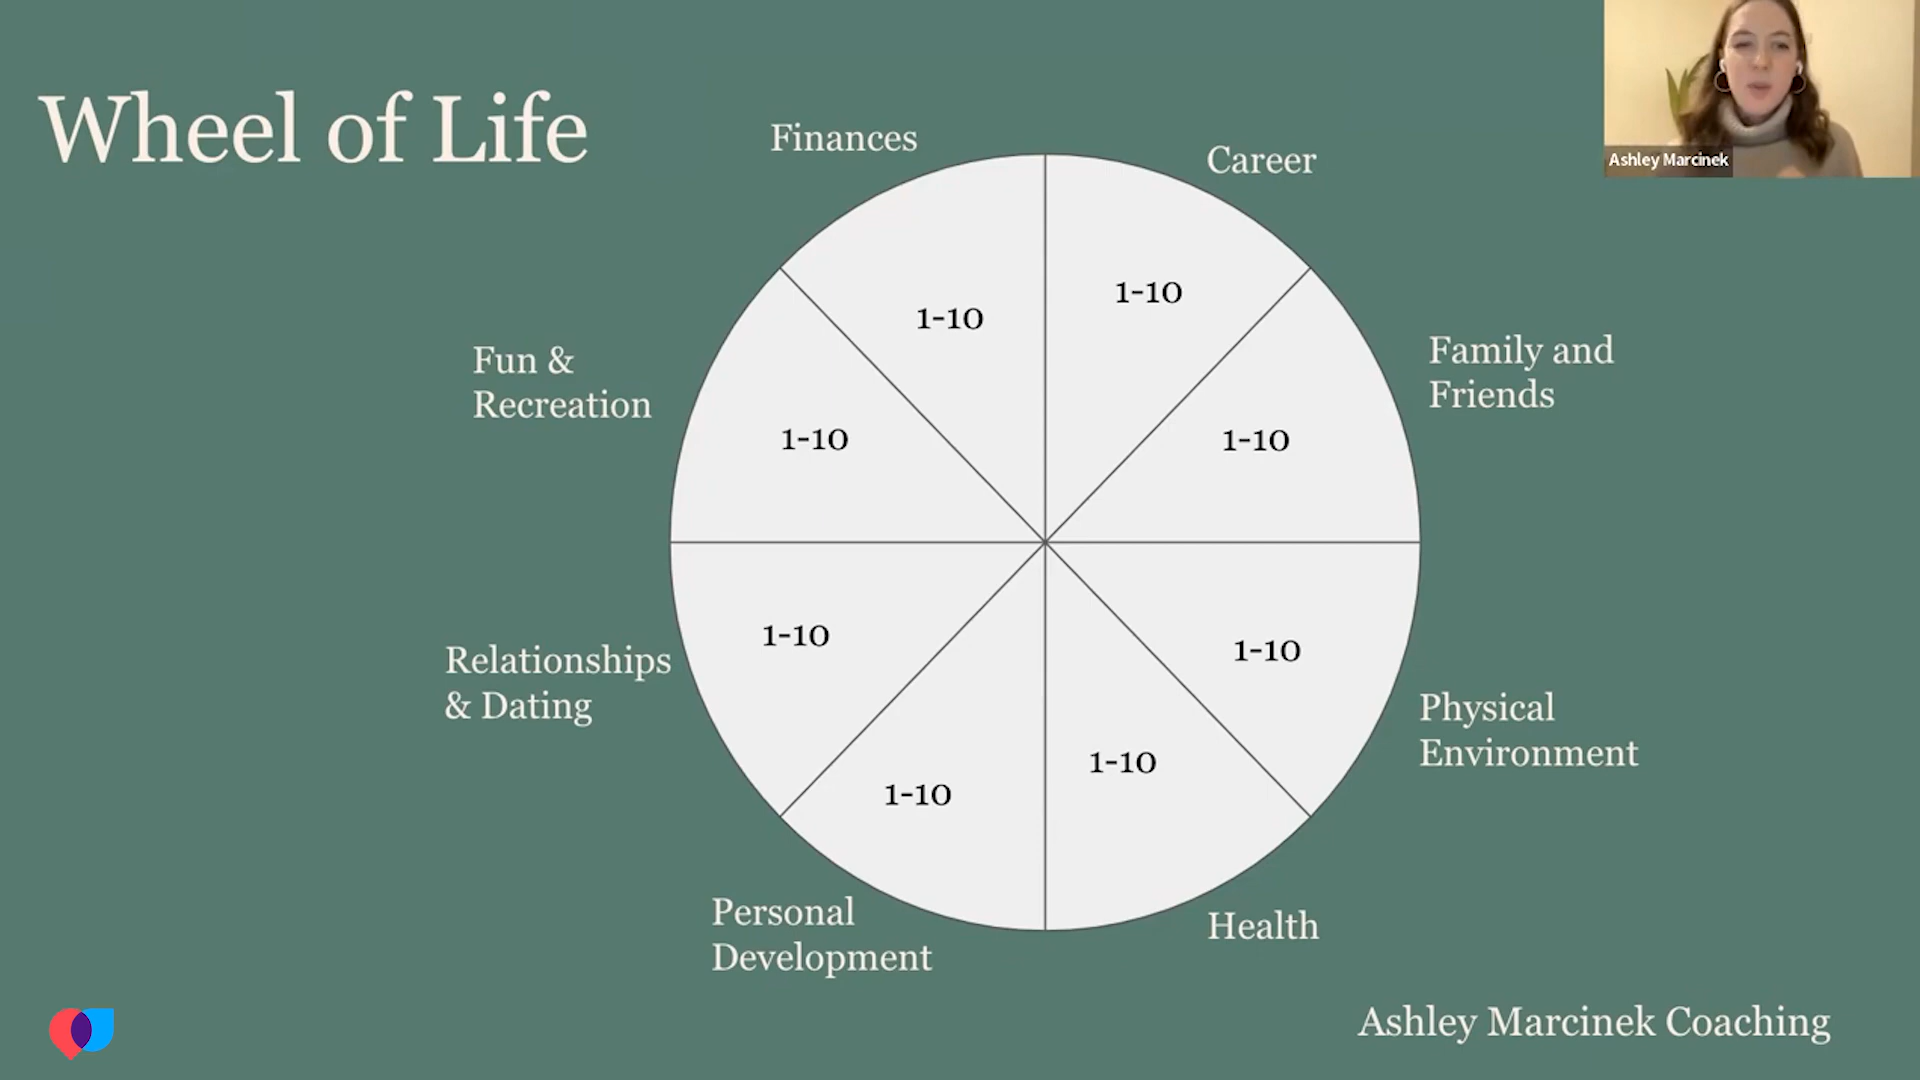 Wheel of Life
Ashley Marcinek
Finances
Career
1-10
1-10
Fun &
Recreation
Family and
Friends
1-10
1-10
Relationships
& Dating
1-10
1-10
Physical
Environment
1-10
1-10
Personal
Development
Health
Ashley Marcinek Coaching